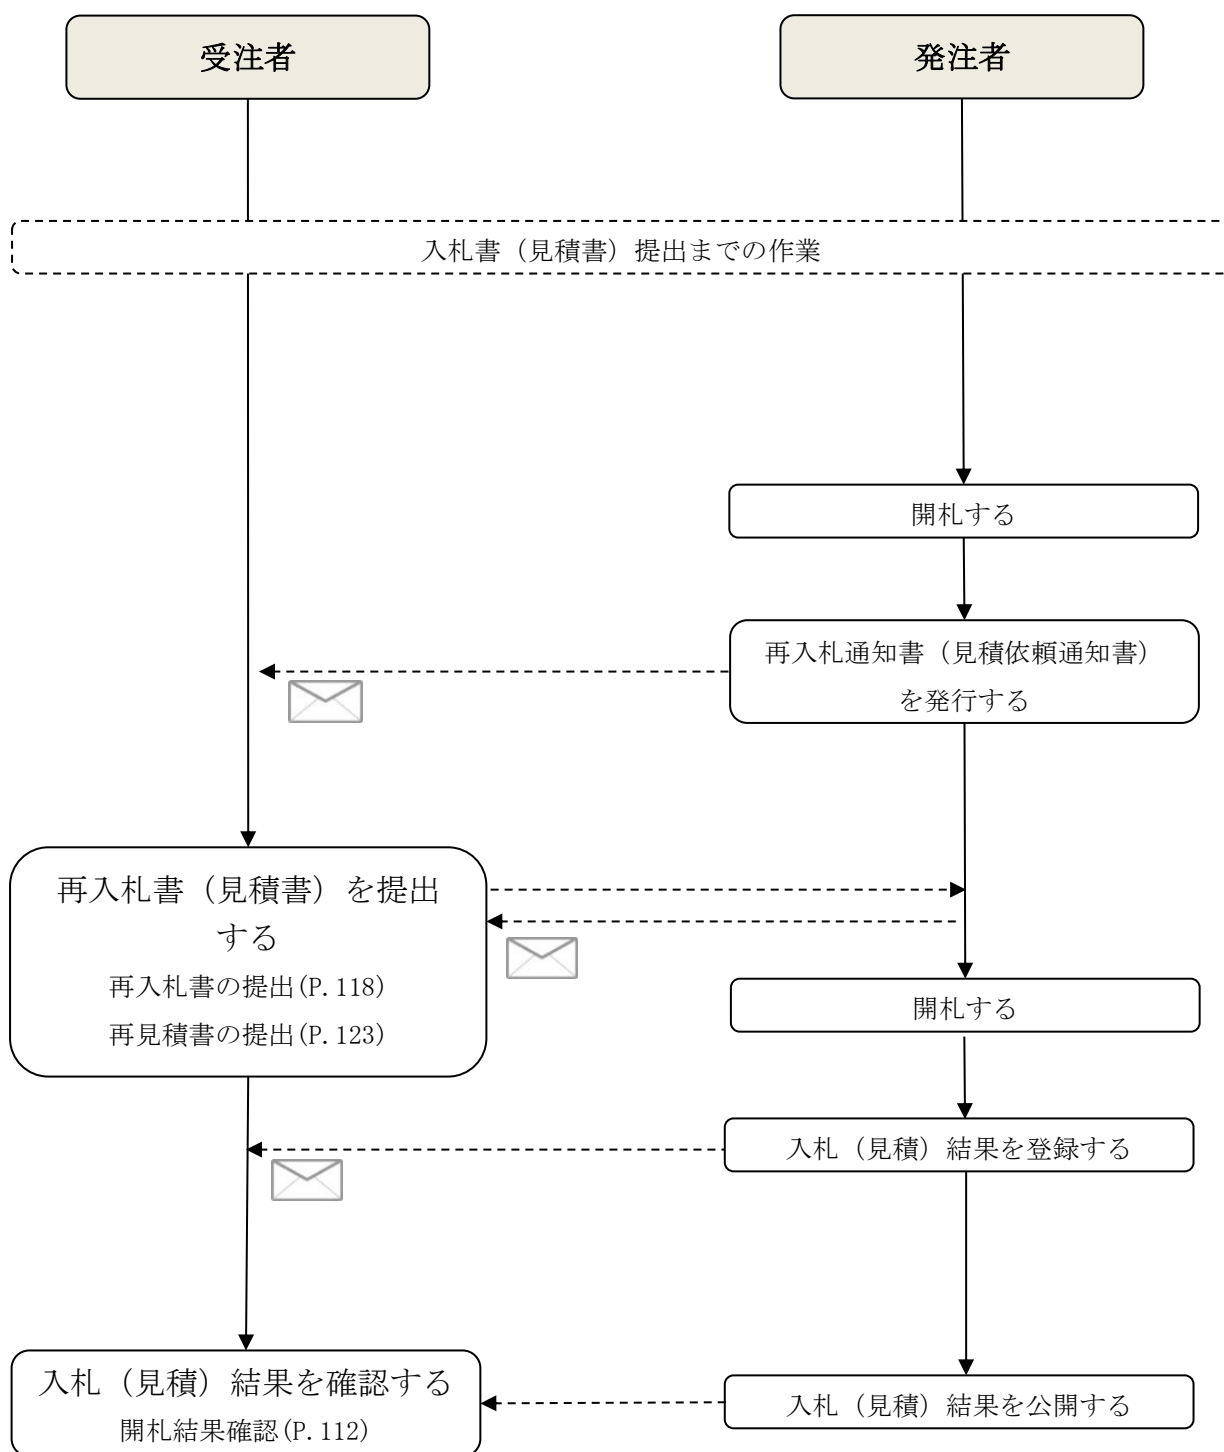 受注者
発注者
入札書（見積書）提出までの作業
開札する
再入札通知書（見積依頼通知書）
を発行する
再入札書（見積書）を提出
する
再入札書の提出(P.118)
再見積書の提出(P.123)
開札する
入札（見積）結果を登録する
入札（見積）結果を確認する
開札結果確認(P.112)
入札（見積）結果を公開する